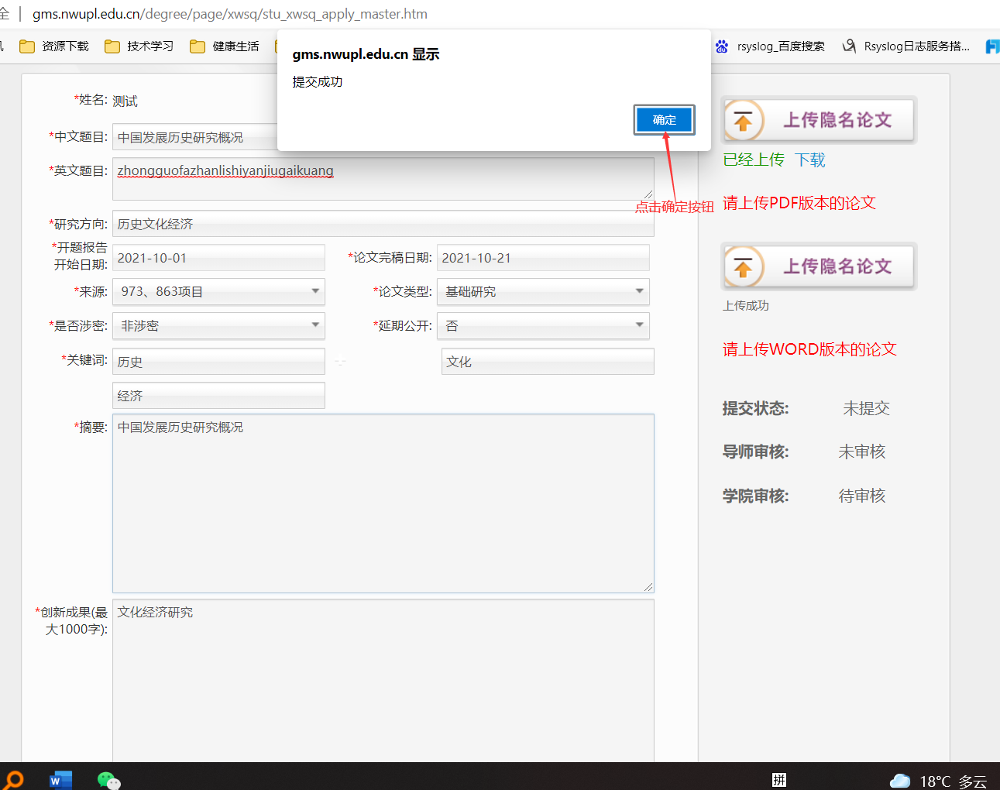 全 gms.nwupl.edu.cn/degree/page/xwsq/stu_xwsq_apply_master.htm
资源下载 技术学习 健康生活 rsyslog_百度搜索 Rsyslog日志服务搭...
gms.nwupl.edu.cn 显示
提交成功
确定
点击确定按钮
*姓名: 测试
*中文题目: 中国发展历史研究概况
*英文题目: zhongguofazhanlishiyanjiugaikuang
*研究方向: 历史文化经济
*开题报告
开始日期: 2021-10-01 *论文完稿日期: 2021-10-21
*来源: 973、863项目 *论文类型: 基础研究
*是否涉密: 非涉密 *延期公开: 否
*关键词: 历史 文化
经济
*摘要: 中国发展历史研究概况
*创新成果(最
大1000字): 文化经济研究
上传隐名论文
已经上传 下载
请上传PDF版本的论文
上传隐名论文
上传成功
请上传WORD版本的论文
提交状态: 未提交
导师审核: 未审核
学院审核: 待审核
拼 18°C 多云